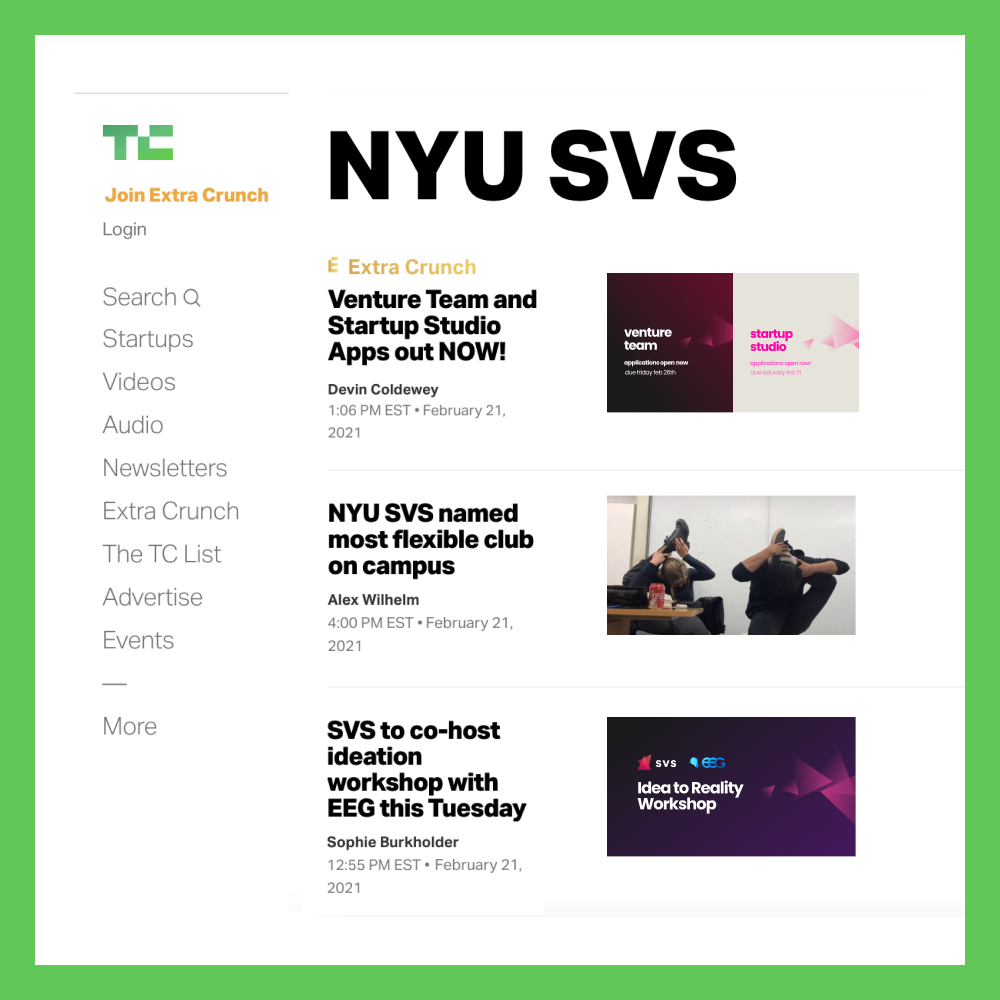 TC
Join Extra Crunch
Login
Search
Startups
Videos
Audio
Newsletters
Extra Crunch
The TC List
Advertise
Events
—
More
NYU SVS
E Extra Crunch
Venture Team and
Startup Studio
Apps out NOW!
Devin Coldewey
1:06 PM EST • February 21,
2021
venture
team
applications open now
due friday feb 26th
startup
studio
applications open now
due saturday feb 31
NYU SVS named
most flexible club
on campus
Alex Wilhelm
4:00 PM EST • February 21,
2021
SVS to co-host
ideation
workshop with
EEG this Tuesday
Sophie Burkholder
12:55 PM EST • February 21,
2021
SVS EEG
Idea to Reality
Workshop